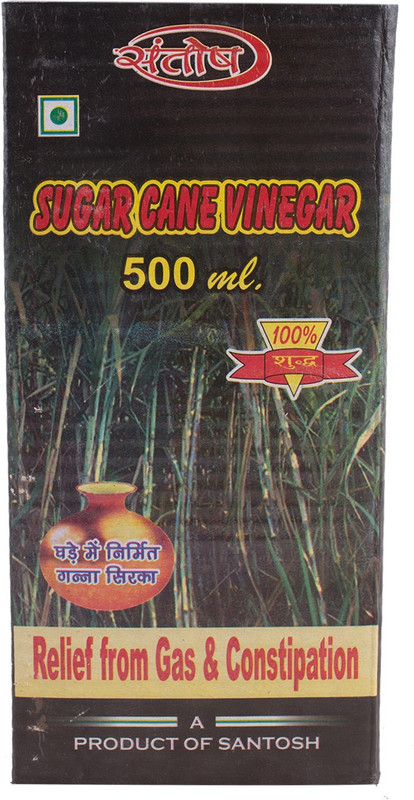 संतोष
SUGAR CANE VINEGAR
500 ml.
100%
शुद्ध
घड़े में निर्मित
गन्ना सिरका
Relief from Gas & Constipation
A
PRODUCT OF SANTOSH